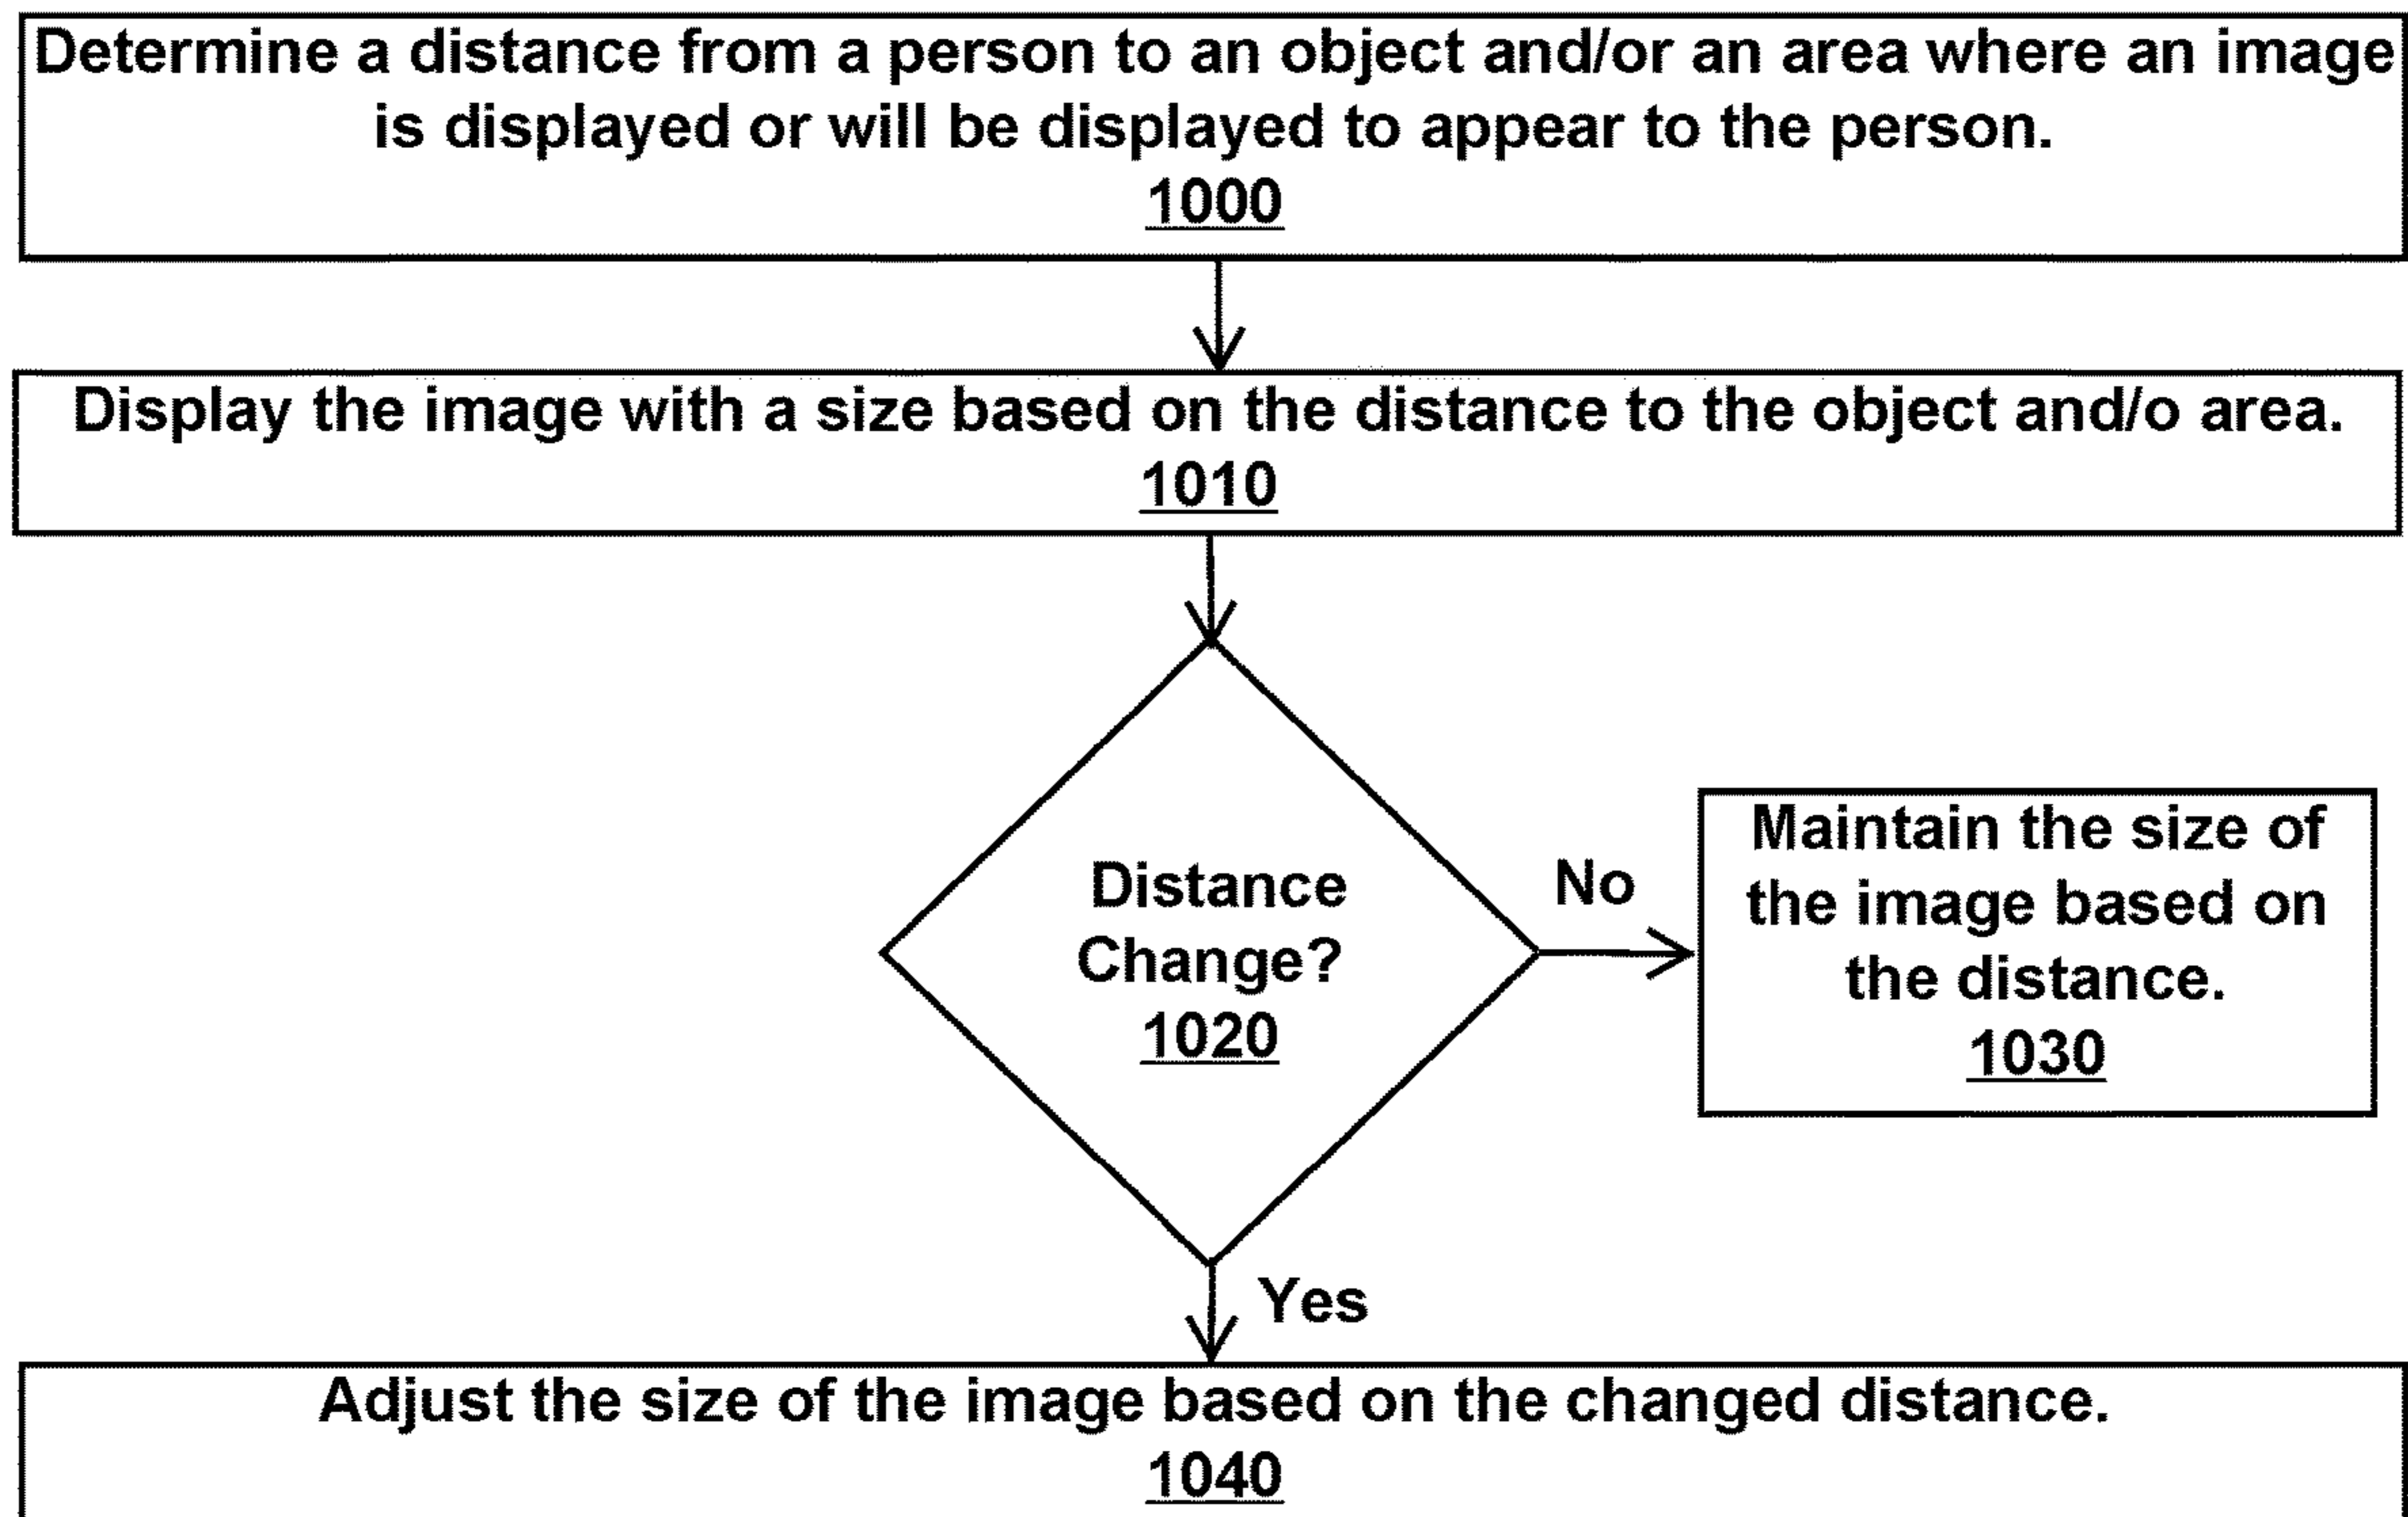 Determine a distance from a person to an object and/or an area where an image
is displayed or will be displayed to appear to the person.
1000
Display the image with a size based on the distance to the object and/o area.
1010
Distance
Change?
1020
No
Maintain the size of
the image based on
the distance.
1030
Yes
Adjust the size of the image based on the changed distance.
1040